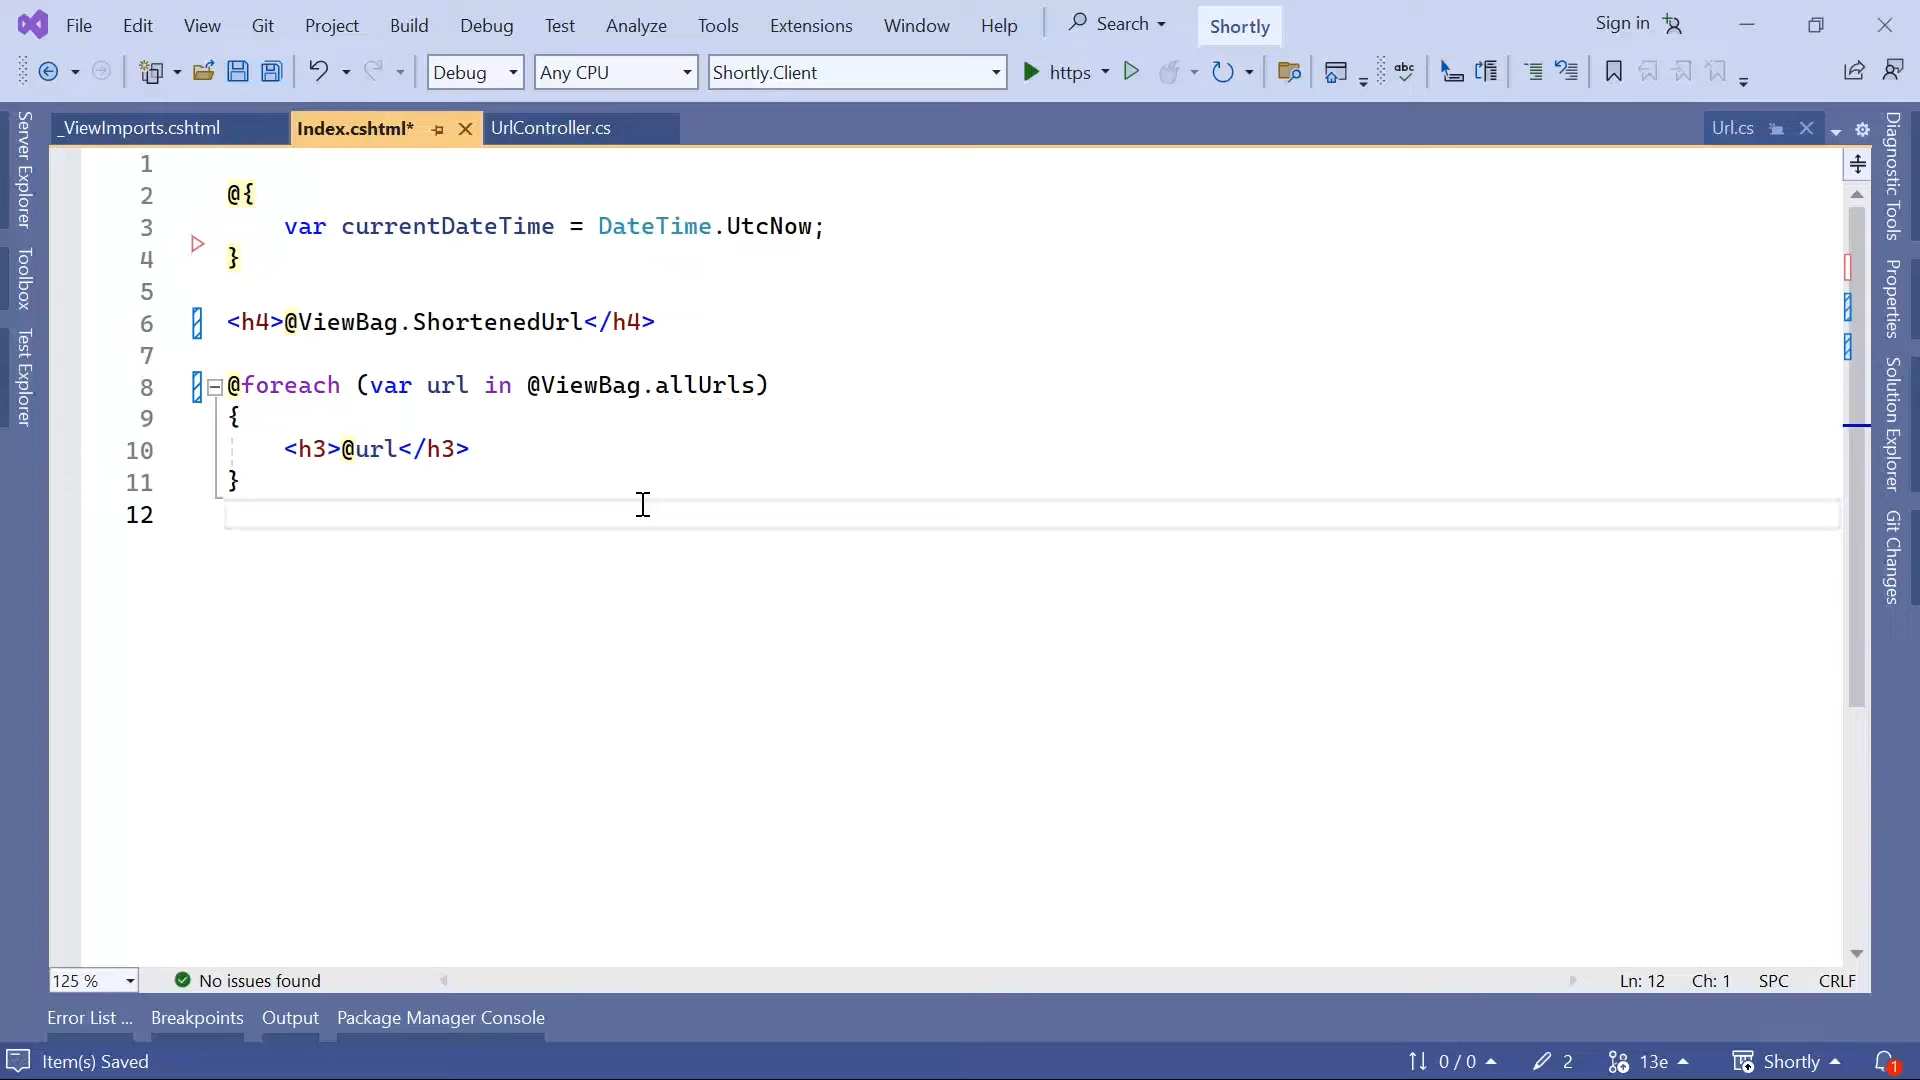 File Edit View Git Project Build Debug Test Analyze Tools Extensions Window Help Search Shortly Sign in
Debug Any CPU Shortly.Client https abc
_ViewImports.cshtml Index.cshtml* UrlController.cs Url.cs
Server Explorer
Toolbox
Test Explorer
1
2 @{
3 var currentDateTime = DateTime.UtcNow;
4 }
5
6 <h4>@ViewBag.ShortenedUrl</h4>
7
8 @foreach (var url in @ViewBag.allUrls)
9 {
10 <h3>@url</h3>
11 }
12
Diagnostic Tools
Properties
Solution Explorer
Git Changes
125 % No issues found Ln: 12 Ch: 1 SPC CRLF
Error List ... Breakpoints Output Package Manager Console
Item(s) Saved 0 / 0 2 13e Shortly 1